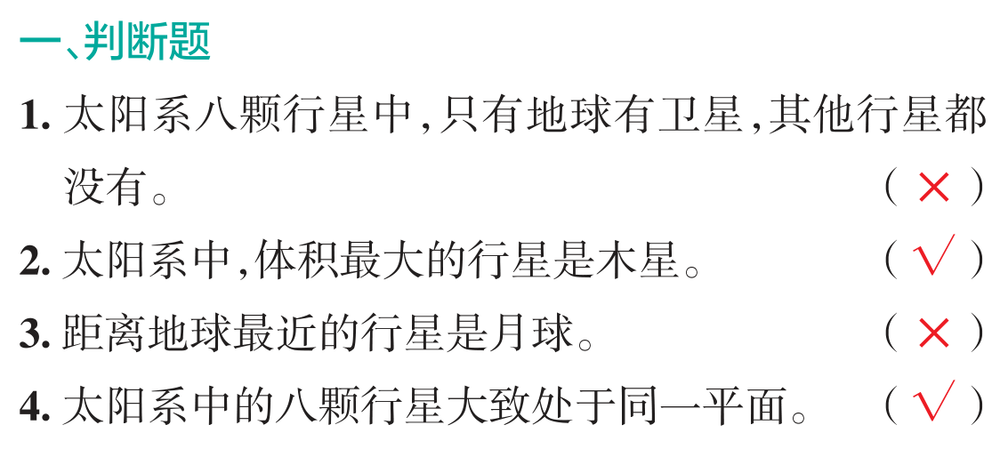 一、判断题
1. 太阳系八颗行星中,只有地球有卫星,其他行星都
没有。 ( × )
2. 太阳系中,体积最大的行星是木星。 ( √ )
3. 距离地球最近的行星是月球。 ( × )
4. 太阳系中的八颗行星大致处于同一平面。 ( √ )